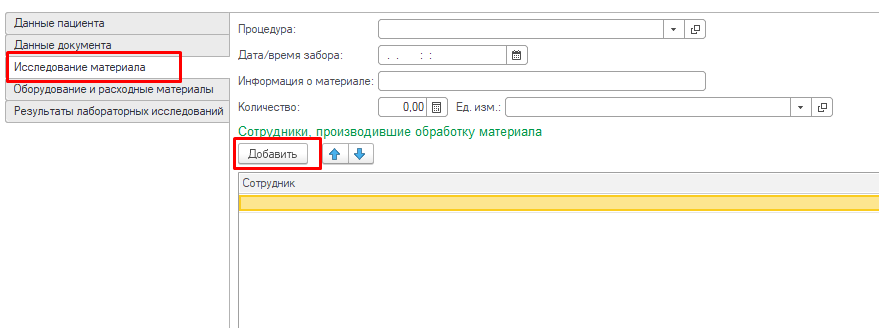 Данные пациента
Данные документа
Исследование материала
Оборудование и расходные материалы
Результаты лабораторных исследований
Процедура:
Дата/время забора: . . : :
Информация о материале:
Количество: 0,00 Ед. изм.:
Сотрудники, производившие обработку материала
Добавить
Сотрудник